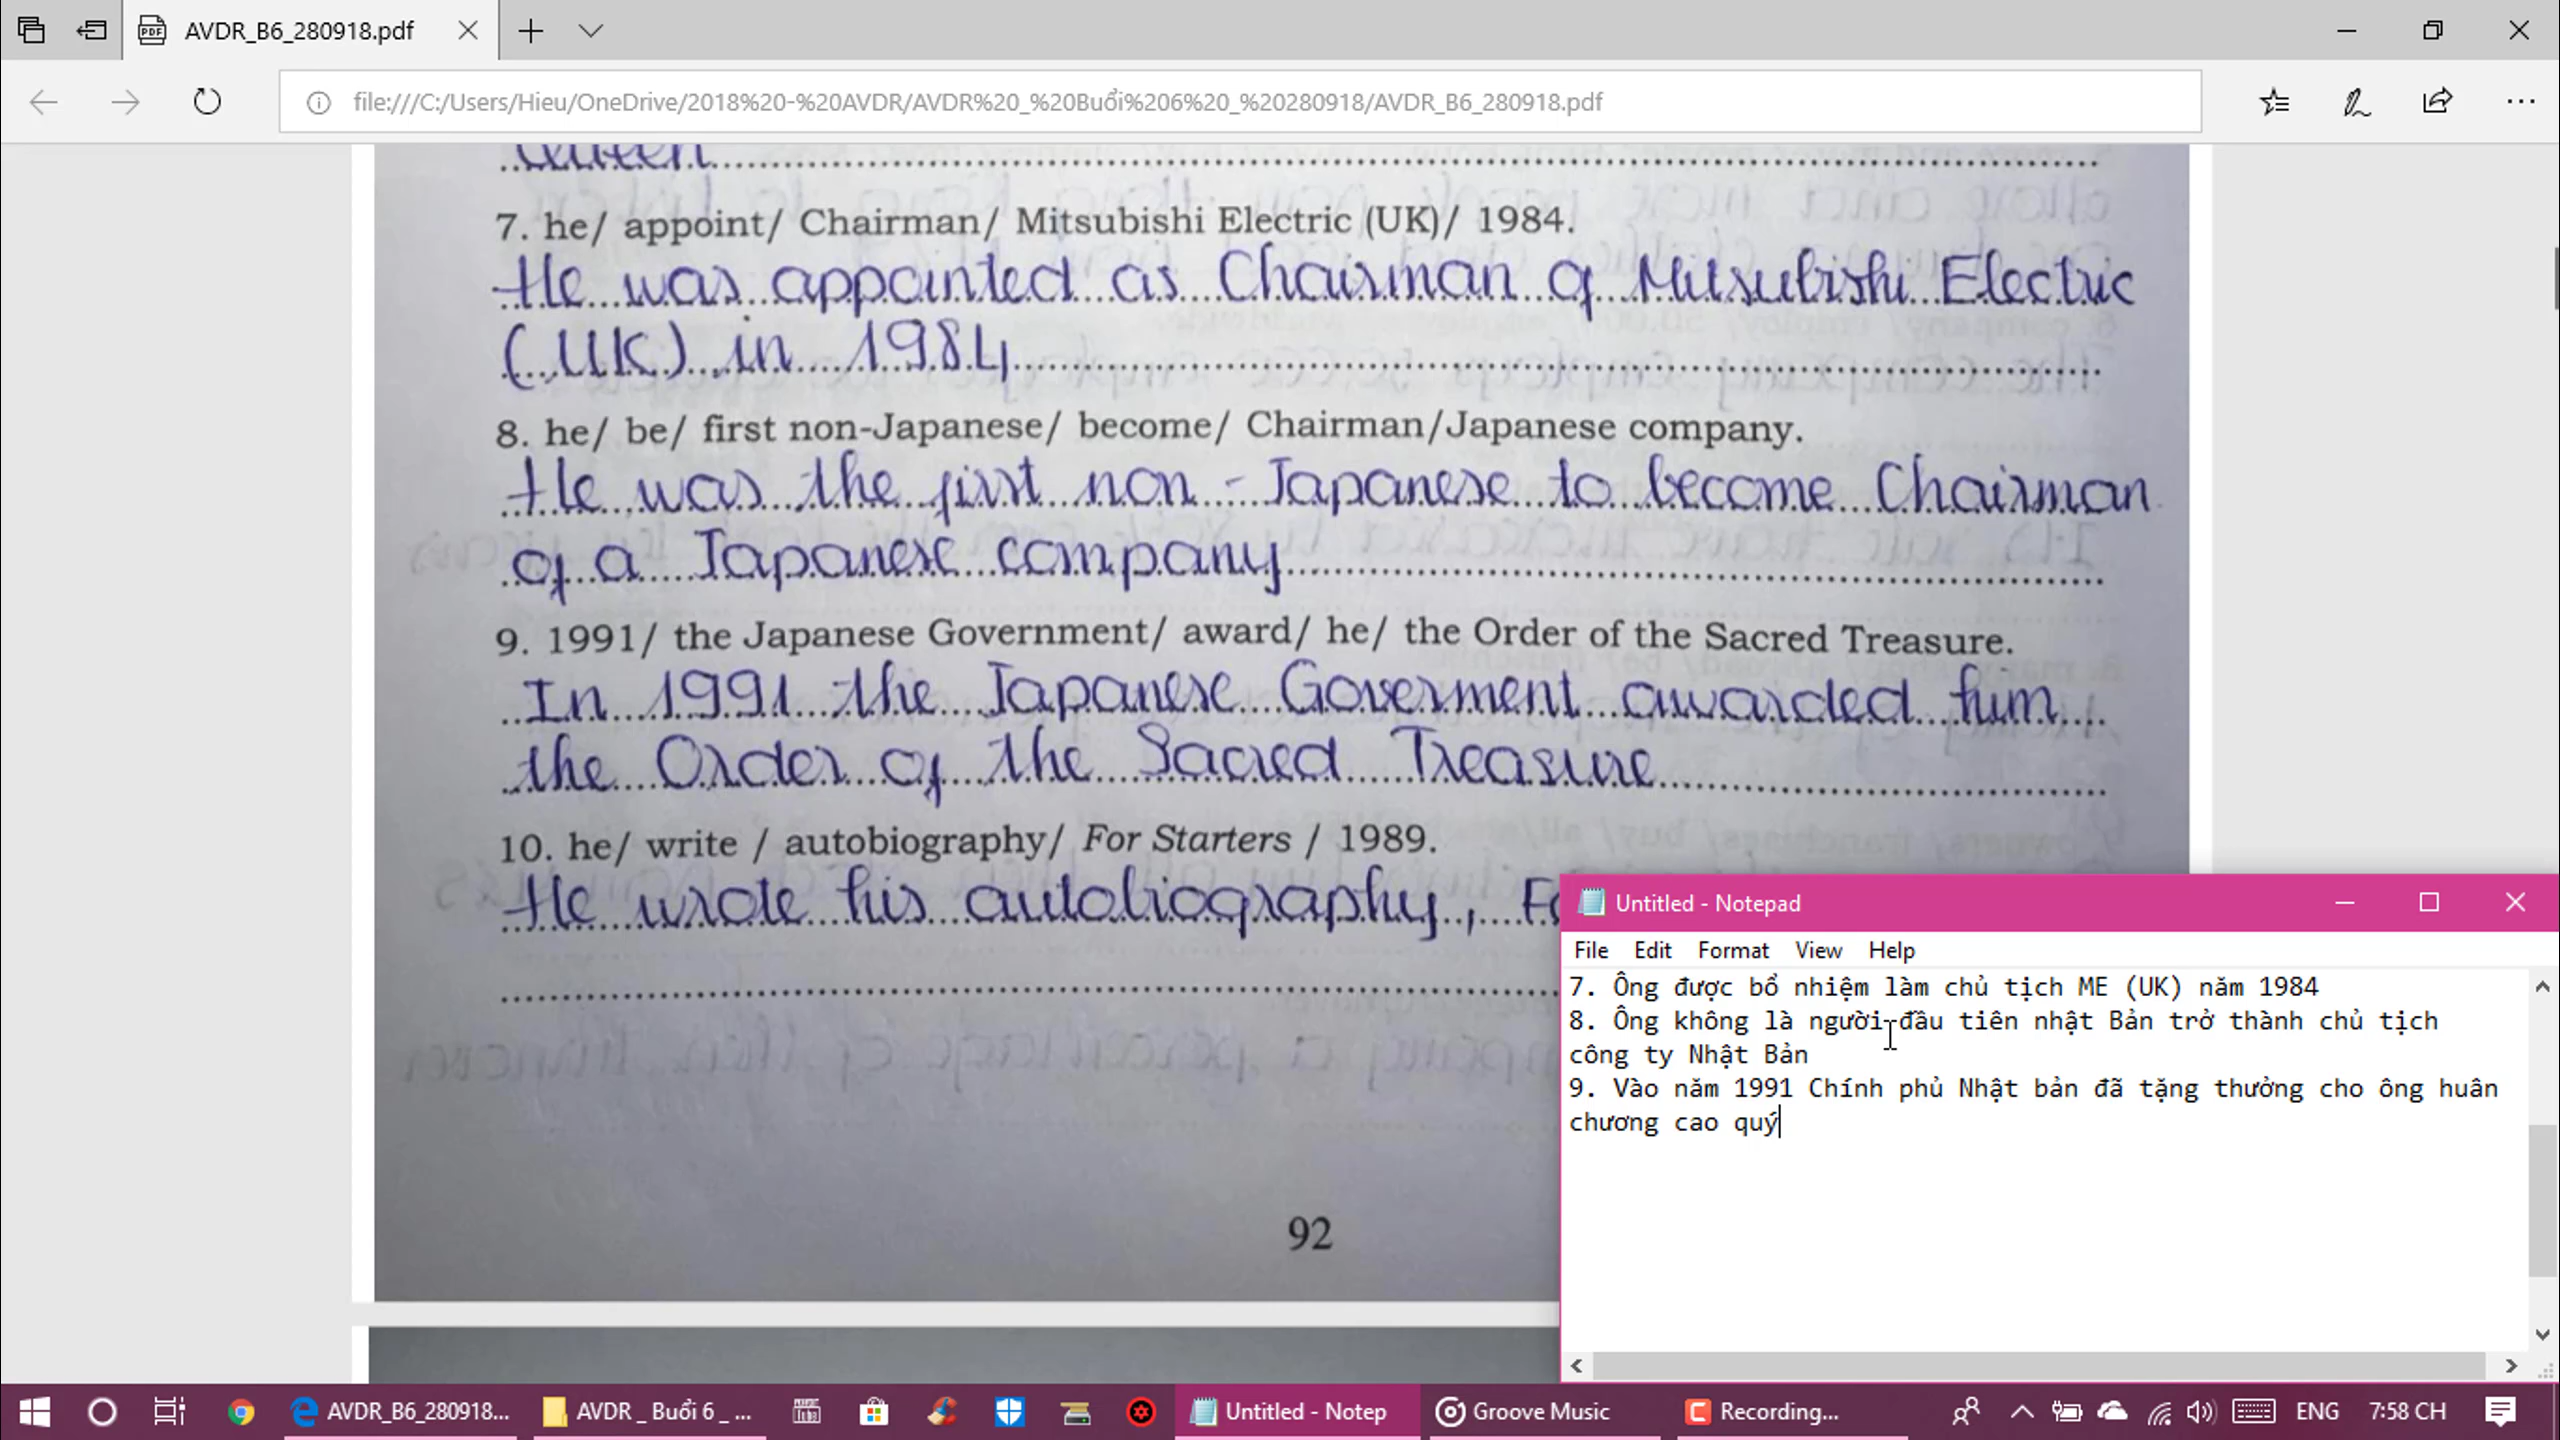 AVDR_B6_280918.pdf
file:///C:/Users/Hieu/OneDrive/2018%20-%20AVDR/AVDR%20_%20Buổi%206%20_%20280918/AVDR_B6_280918.pdf
7. he/ appoint/ Chairman/ Mitsubishi Electric (UK)/ 1984.
He was appointed as Chairman of Mitsubishi Electric
(UK) in 1984
8. he/ be/ first non-Japanese/ become/ Chairman/Japanese company.
He was the first non - Japanese to become Chairman
of a Japanese company
9. 1991/ the Japanese Government/ award/ he/ the Order of the Sacred Treasure.
In 1991 the Japanese Goverment awarded him
the Order of the Sacred Treasure
10. he/ write / autobiography/ For Starters / 1989.
He wrote his autobiography,
92
Untitled - Notepad
File Edit Format View Help
7. Ông được bổ nhiệm làm chủ tịch ME (UK) năm 1984
8. Ông không là người đầu tiên nhật Bản trở thành chủ tịch
công ty Nhật Bản
9. Vào năm 1991 Chính phủ Nhật bản đã tặng thưởng cho ông huân
chương cao quý
AVDR_B6_280918... AVDR _ Buổi 6 _ ... Untitled - Notep Groove Music Recording... ENG 7:58 CH